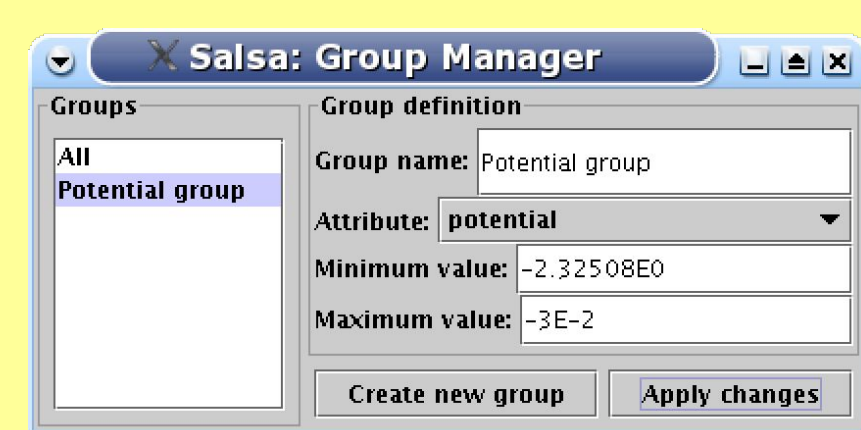 Salsa: Group Manager
Groups
All
Potential group
Group definition
Group name: Potential group
Attribute: potential
Minimum value: -2.32508E0
Maximum value: -3E-2
Create new group
Apply changes